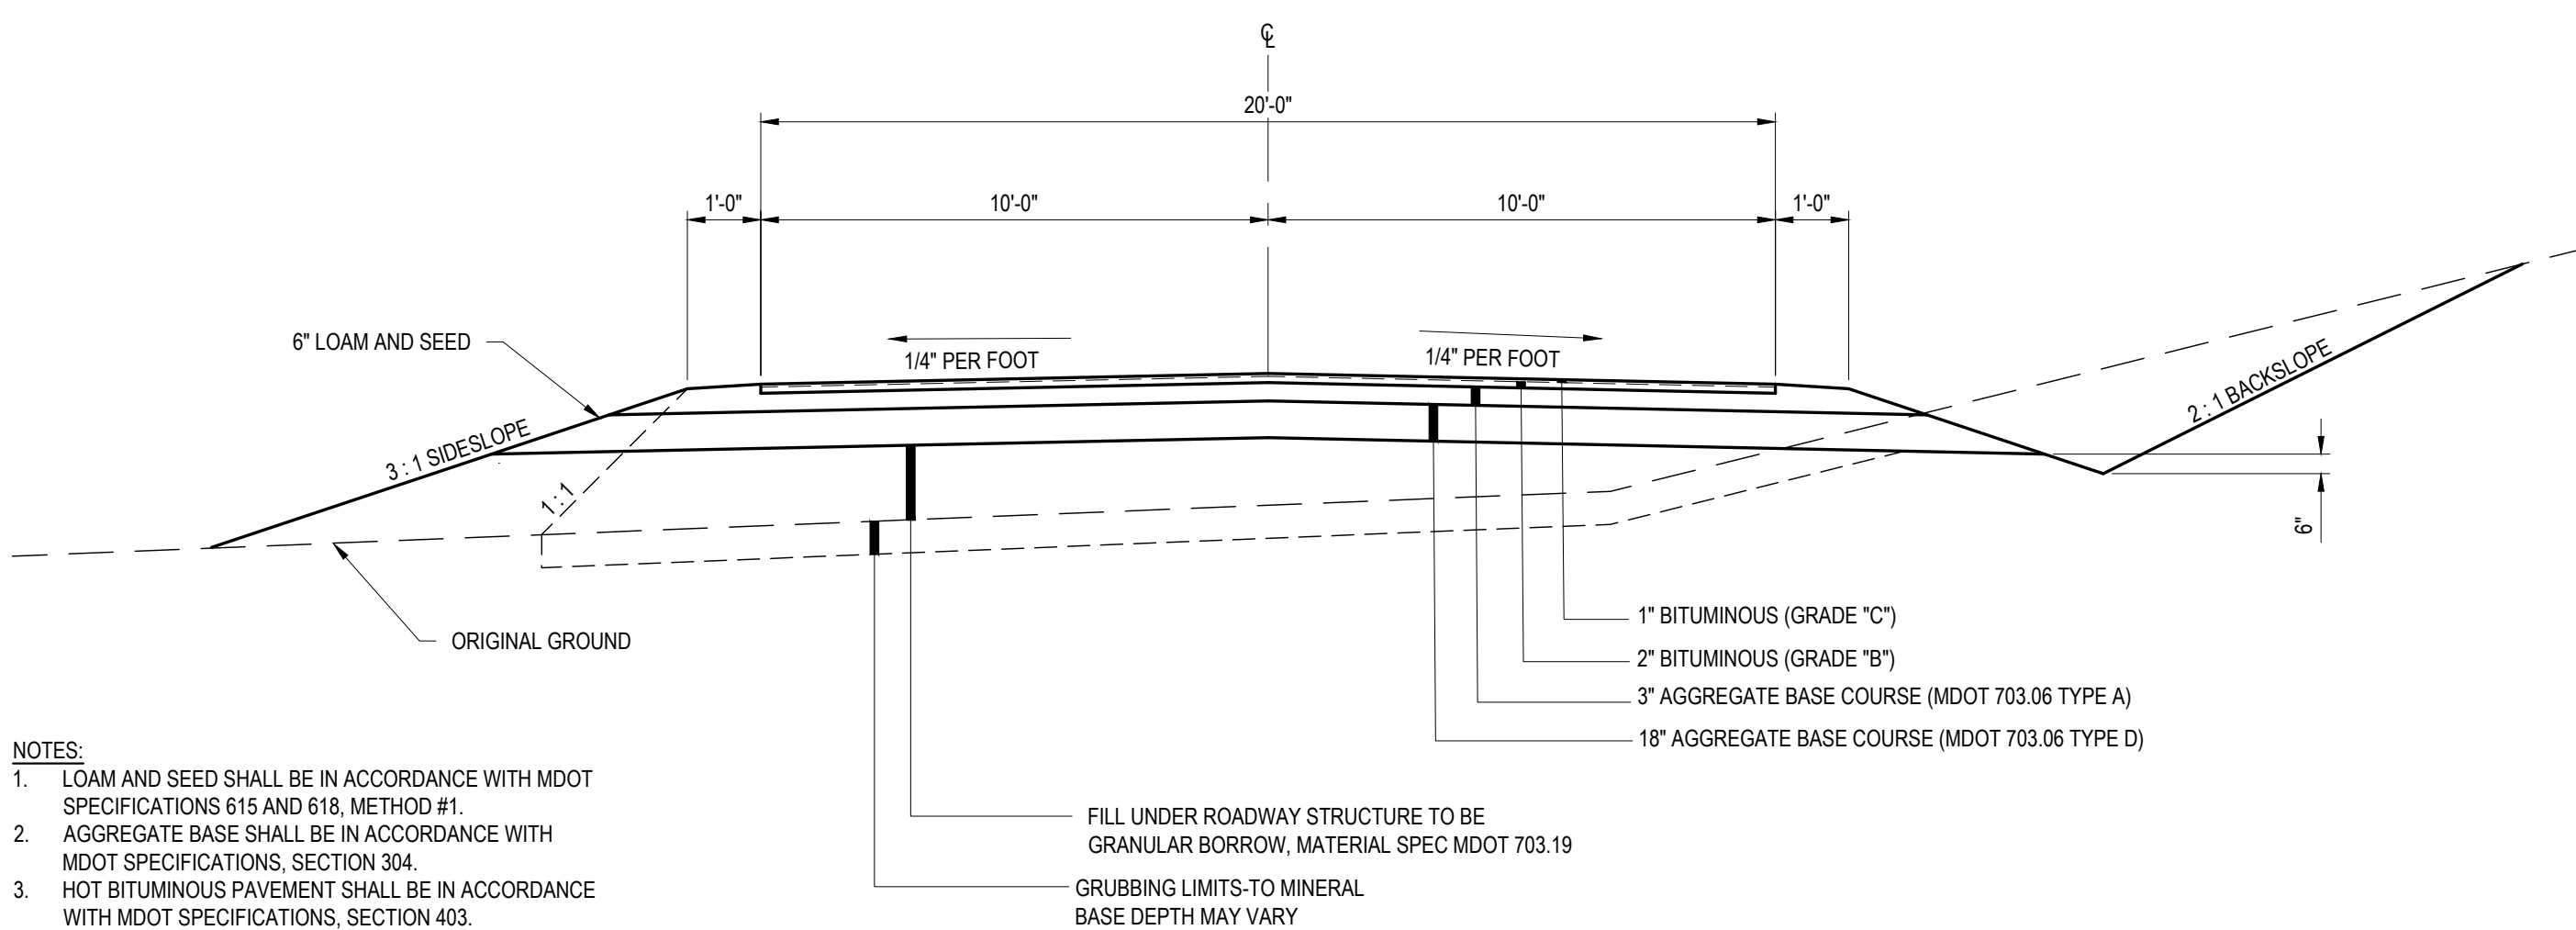 ℄
20'-0"
1'-0" 10'-0" 10'-0" 1'-0"
6" LOAM AND SEED
1/4" PER FOOT 1/4" PER FOOT
3 : 1 SIDESLOPE
1 : 1
2 : 1 BACKSLOPE
6"
ORIGINAL GROUND
1" BITUMINOUS (GRADE "C")
2" BITUMINOUS (GRADE "B")
3" AGGREGATE BASE COURSE (MDOT 703.06 TYPE A)
18" AGGREGATE BASE COURSE (MDOT 703.06 TYPE D)
FILL UNDER ROADWAY STRUCTURE TO BE
GRANULAR BORROW, MATERIAL SPEC MDOT 703.19
GRUBBING LIMITS-TO MINERAL
BASE DEPTH MAY VARY
NOTES:
1. LOAM AND SEED SHALL BE IN ACCORDANCE WITH MDOT
SPECIFICATIONS 615 AND 618, METHOD #1.
2. AGGREGATE BASE SHALL BE IN ACCORDANCE WITH
MDOT SPECIFICATIONS, SECTION 304.
3. HOT BITUMINOUS PAVEMENT SHALL BE IN ACCORDANCE
WITH MDOT SPECIFICATIONS, SECTION 403.